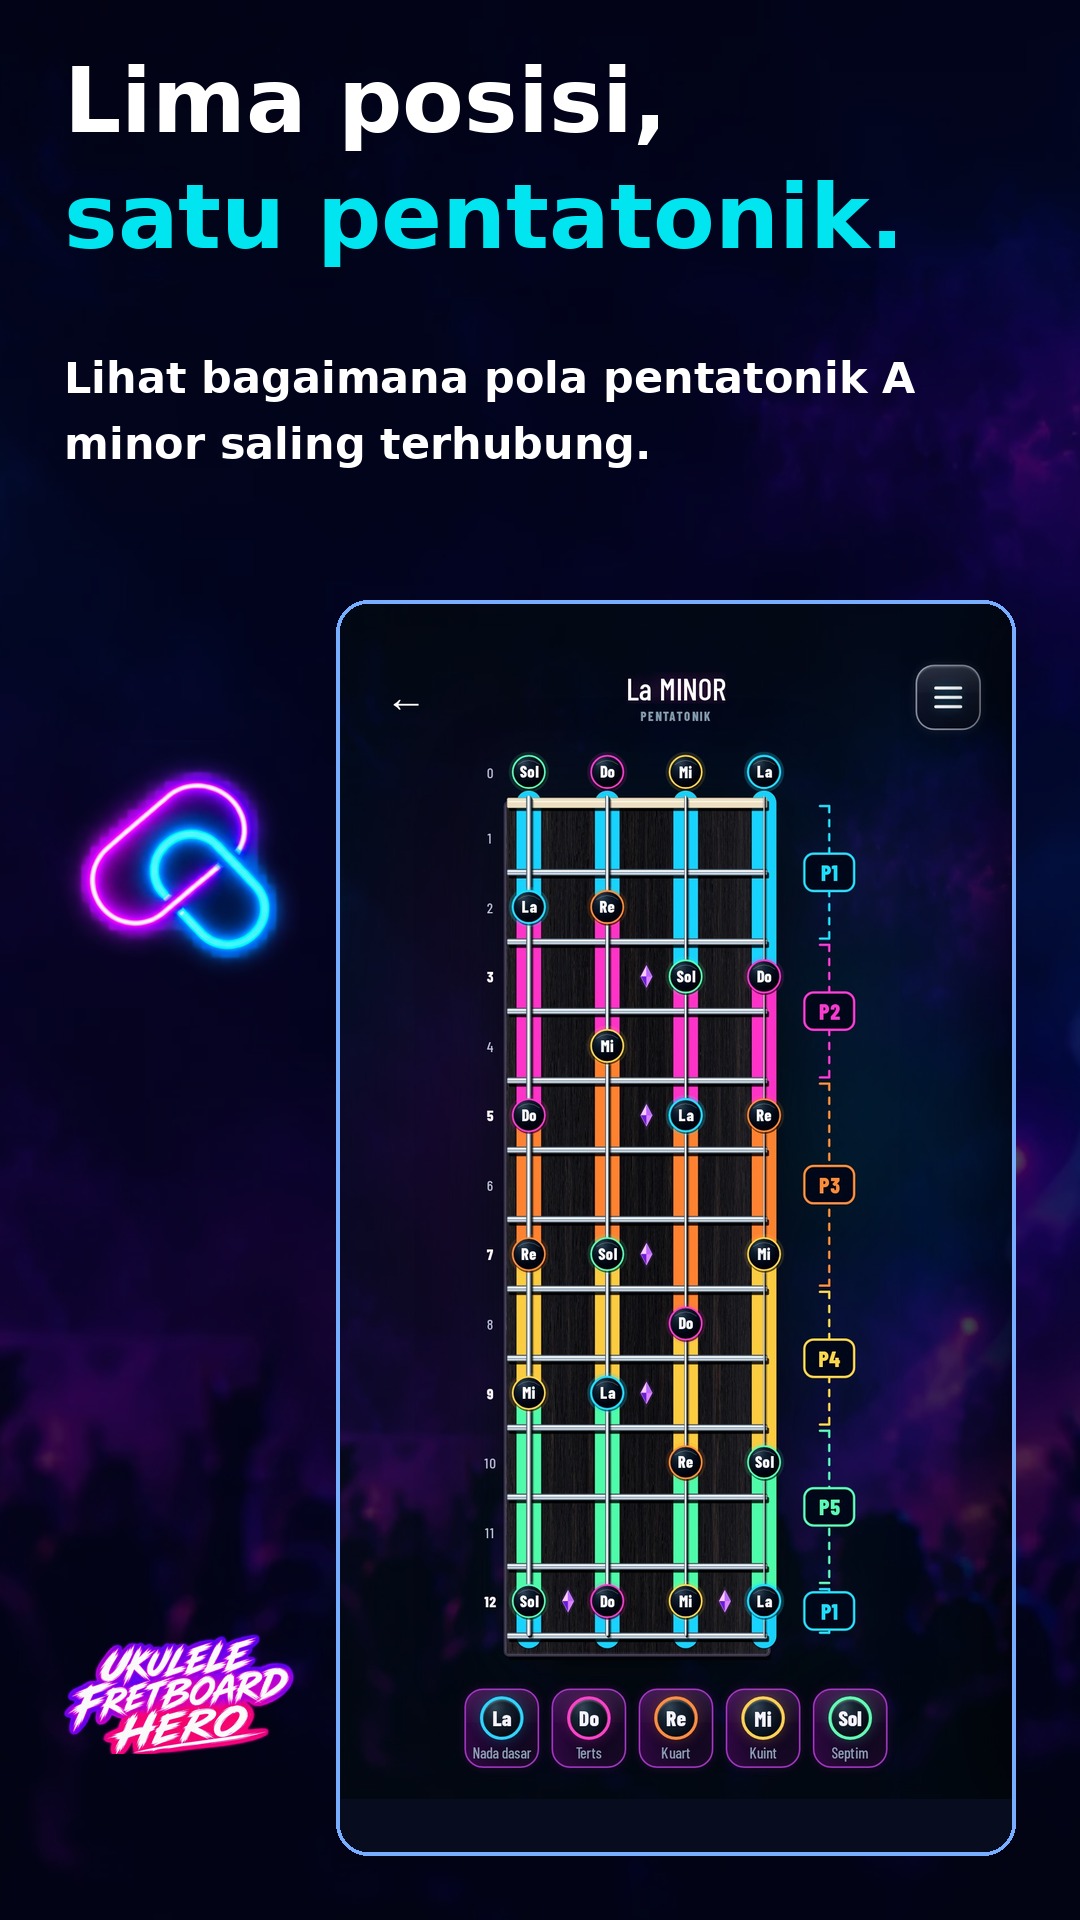 Lima posisi,
satu pentatonik.
Lihat bagaimana pola pentatonik A
minor saling terhubung.
←
La MINOR
PENTATONIK
0 Sol Do Mi La
1
P1
2 La Re
3 Sol Do
P2
4 Mi
5 Do La Re
6
P3
7 Re Sol Mi
8 Do
P4
9 Mi La
10 Re Sol
P5
11
12 Sol Do Mi La
P1
La Do Re Mi Sol
Nada dasar Terts Kuart Kuint Septim
UKULELE
FRETBOARD
HERO